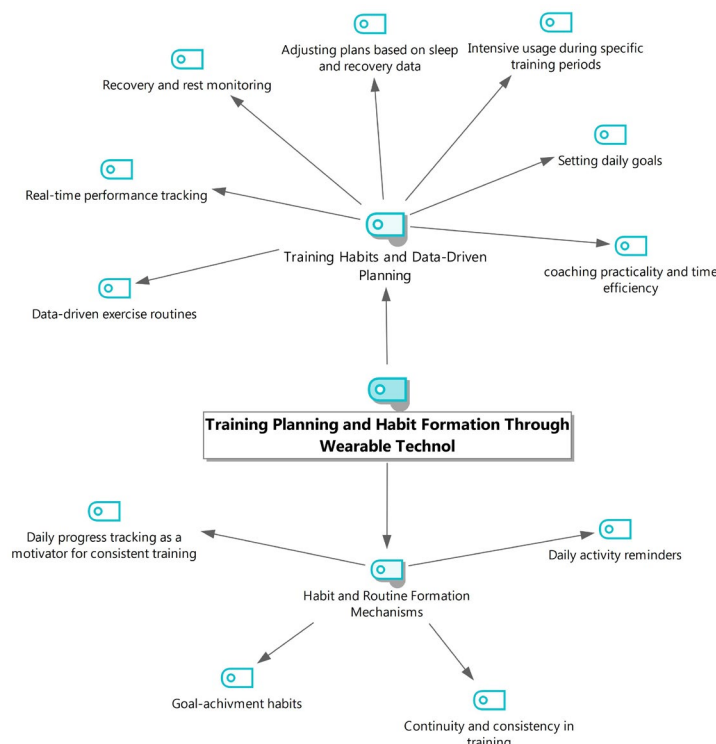 Adjusting plans based on sleep
and recovery data
Intensive usage during specific
training periods
Recovery and rest monitoring
Setting daily goals
Real-time performance tracking
Training Habits and Data-Driven
Planning
coaching practicality and time
efficiency
Data-driven exercise routines
Training Planning and Habit Formation Through
Wearable Technol
Daily progress tracking as a
motivator for consistent training
Daily activity reminders
Habit and Routine Formation
Mechanisms
Goal-achivment habits
Continuity and consistency in
training